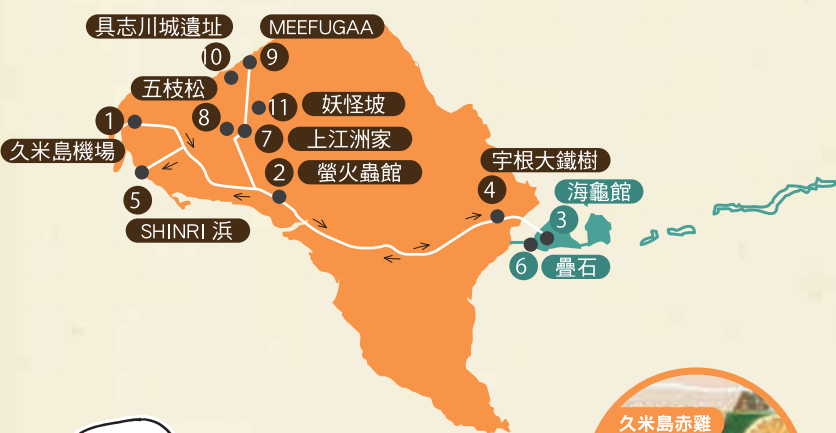 具志川城遺址
MEEFUGAA
10
9
五枝松
11
妖怪坡
1
8
7
上江洲家
久米島機場
2
螢火蟲館
宇根大鐵樹
4
海龜館
5
3
SHINRI 浜
6
疊石
久米島赤雞